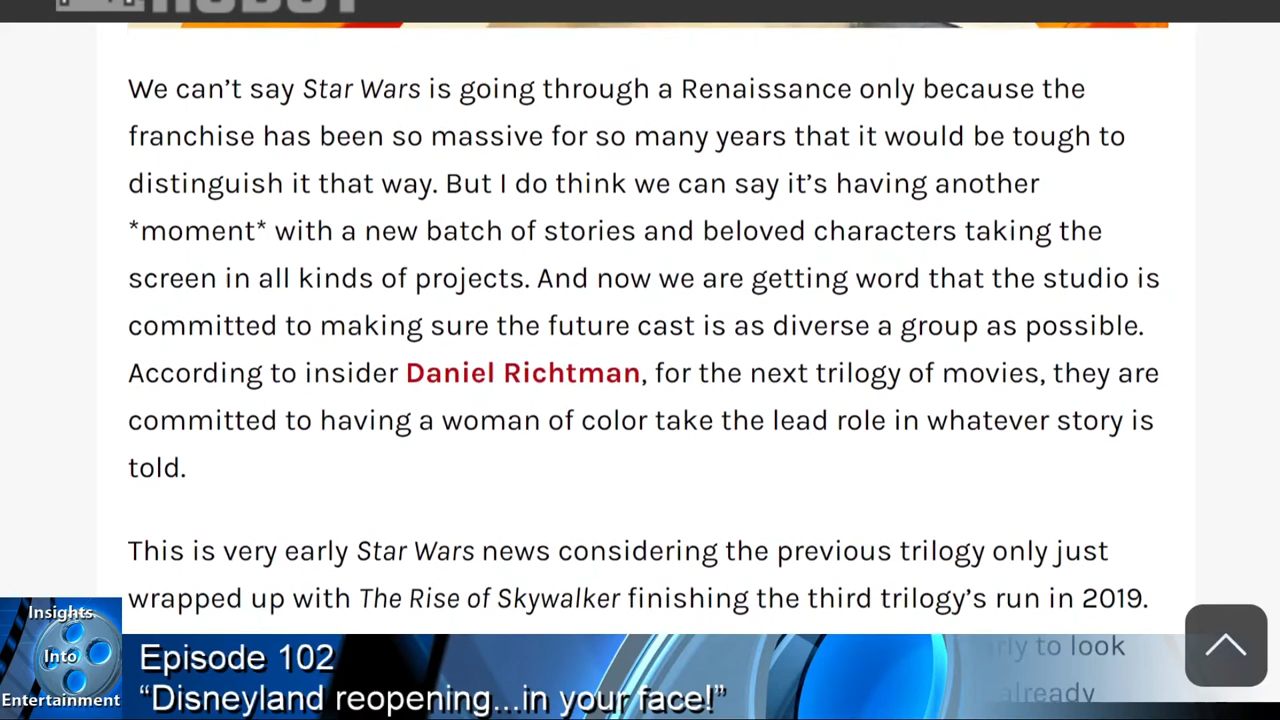 We can't say Star Wars is going through a Renaissance only because the
franchise has been so massive for so many years that it would be tough to
distinguish it that way. But I do think we can say it's having another
*moment* with a new batch of stories and beloved characters taking the
screen in all kinds of projects. And now we are getting word that the studio is
committed to making sure the future cast is as diverse a group as possible.
According to insider Daniel Richtman, for the next trilogy of movies, they are
committed to having a woman of color take the lead role in whatever story is
told.
This is very early Star Wars news considering the previous trilogy only just
wrapped up with The Rise of Skywalker finishing the third trilogy's run in 2019.
to look
already
Insights
Into
Entertainment
Episode 102
“Disneyland reopening...in your face!”